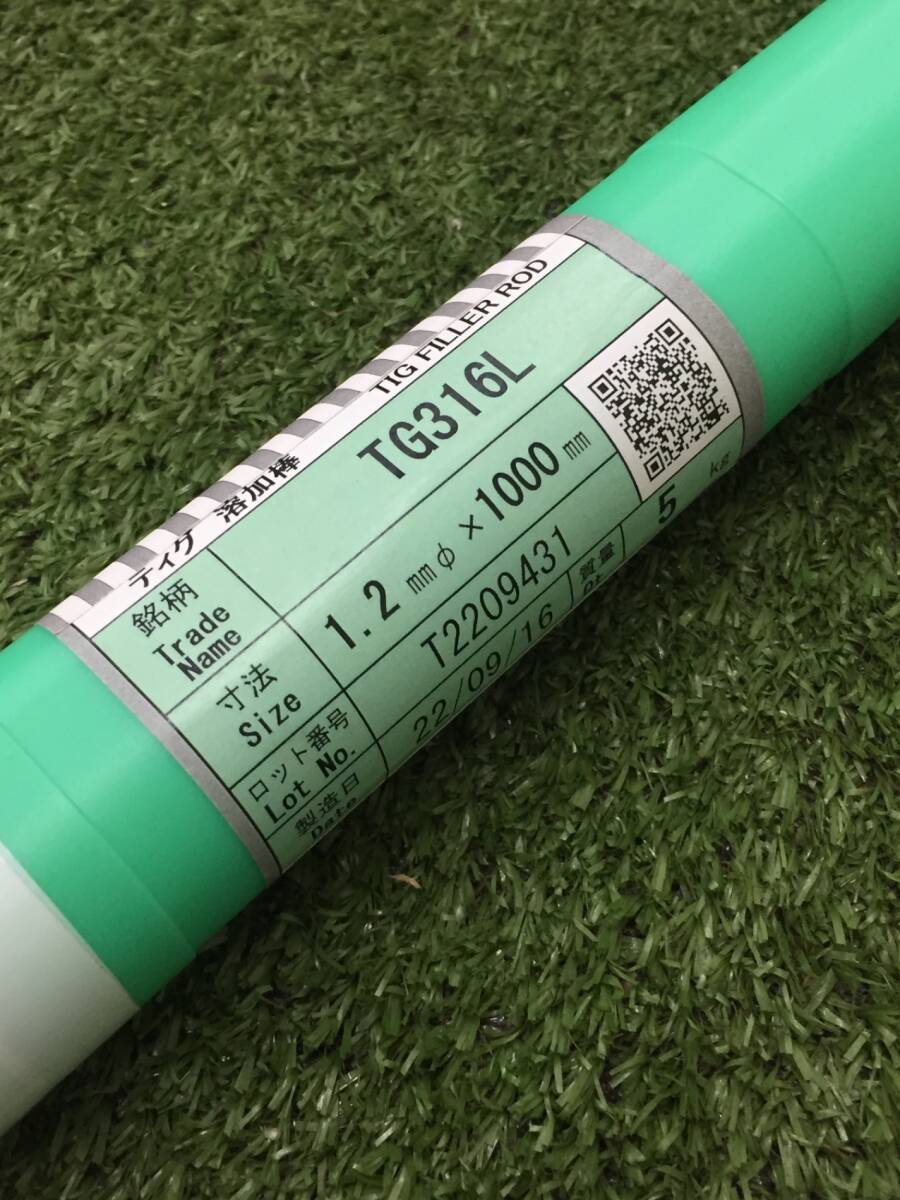 ティグ 溶加棒 TIG FILLER ROD
銘柄 Trade Name TG316L
寸法 Size 1.2 mmφ × 1000 mm
ロット番号 Lot No. T2209431
製造日 Date 22/09/16 質量 5 kg